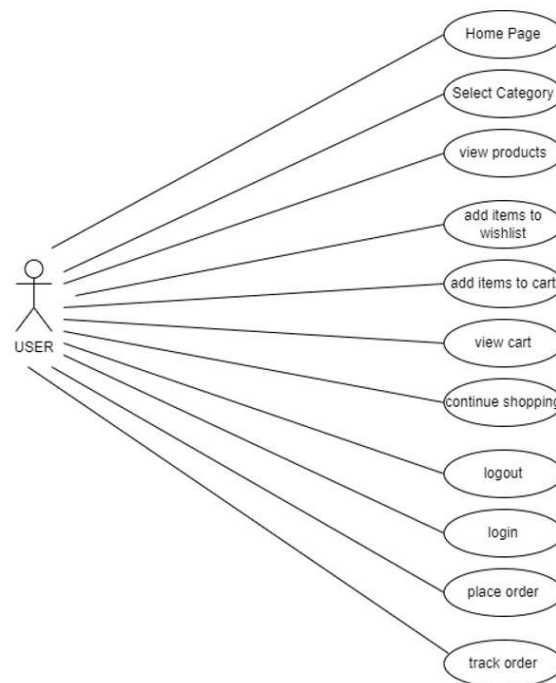 Home Page
Select Category
view products
add items to
wishlist
add items to cart
view cart
USER
continue shopping
logout
login
place order
track order